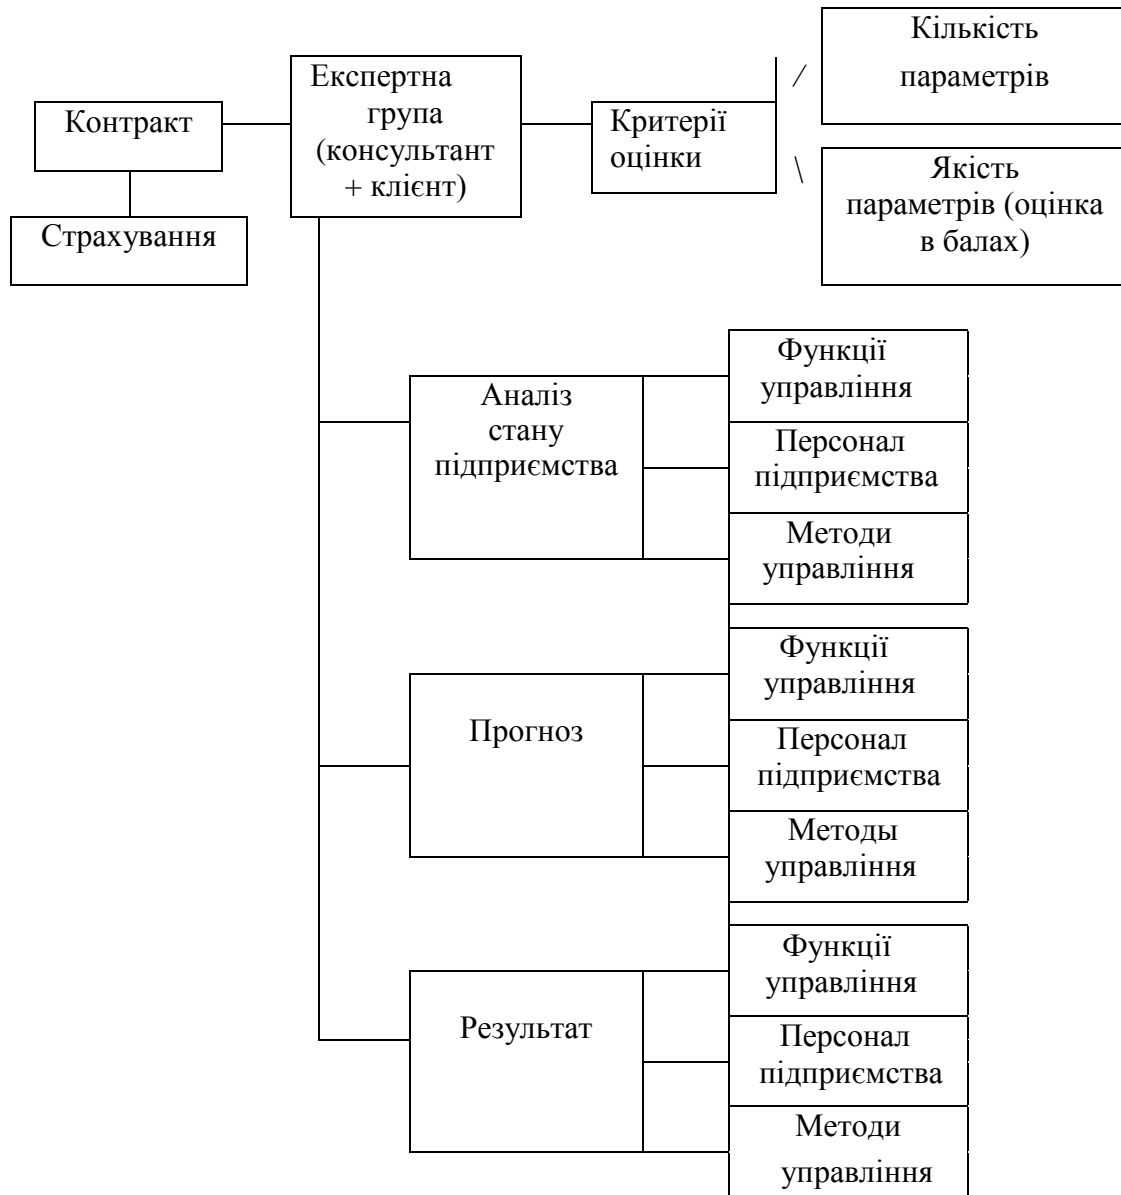 Контракт
Страхування
Експертна
група
(консультант
+ клієнт)
Критерії
оцінки
/
\
Кількість
параметрів
Якість
параметрів (оцінка
в балах)
Аналіз
стану
підприємства
Функції
управління
Персонал
підприємства
Методи
управління
Прогноз
Функції
управління
Персонал
підприємства
Методы
управління
Результат
Функції
управління
Персонал
підприємства
Методи
управління